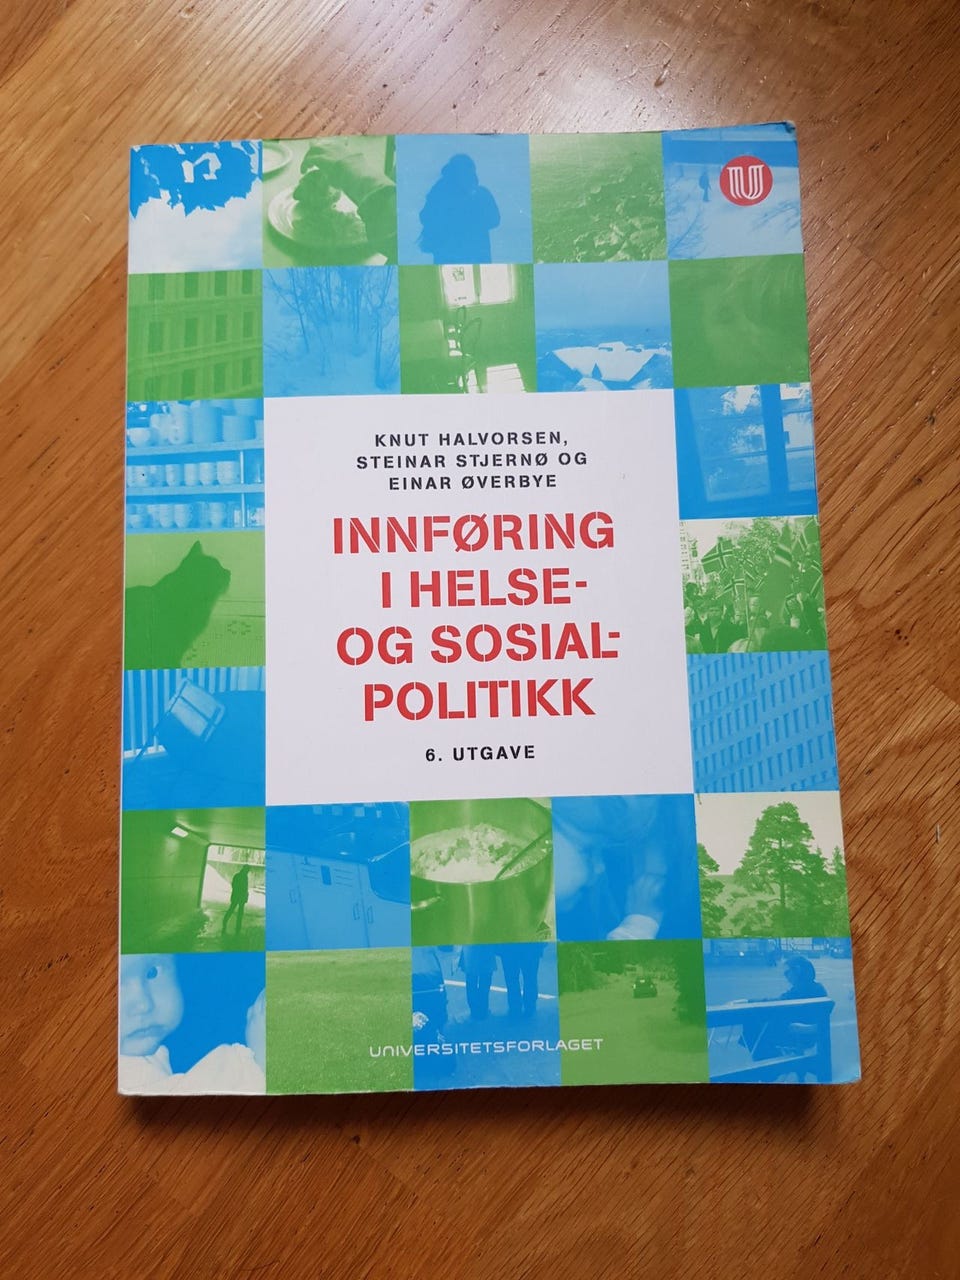 KNUT HALVORSEN,
STEINAR STJERNØ OG
EINAR ØVERBYE
INNFØRING
I HELSE-
OG SOSIAL-
POLITIKK
6. UTGAVE
UNIVERSITETSFORLAGET